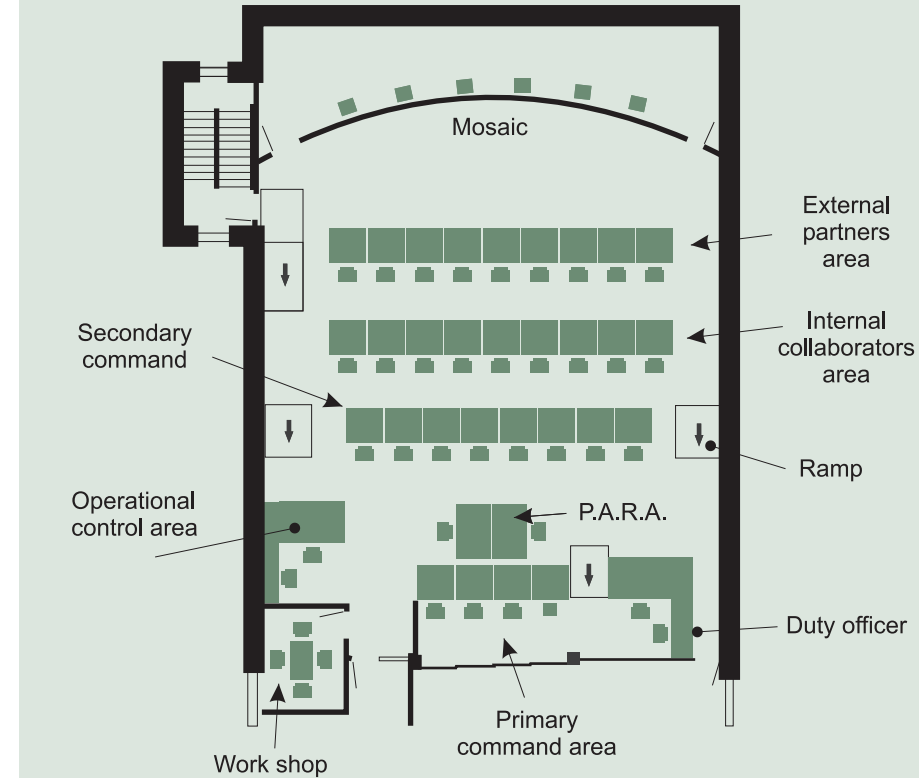 Mosaic
External
partners
area
Internal
collaborators
area
Secondary
command
Ramp
Operational
control area
P.A.R.A.
Duty officer
Primary
command area
Work shop